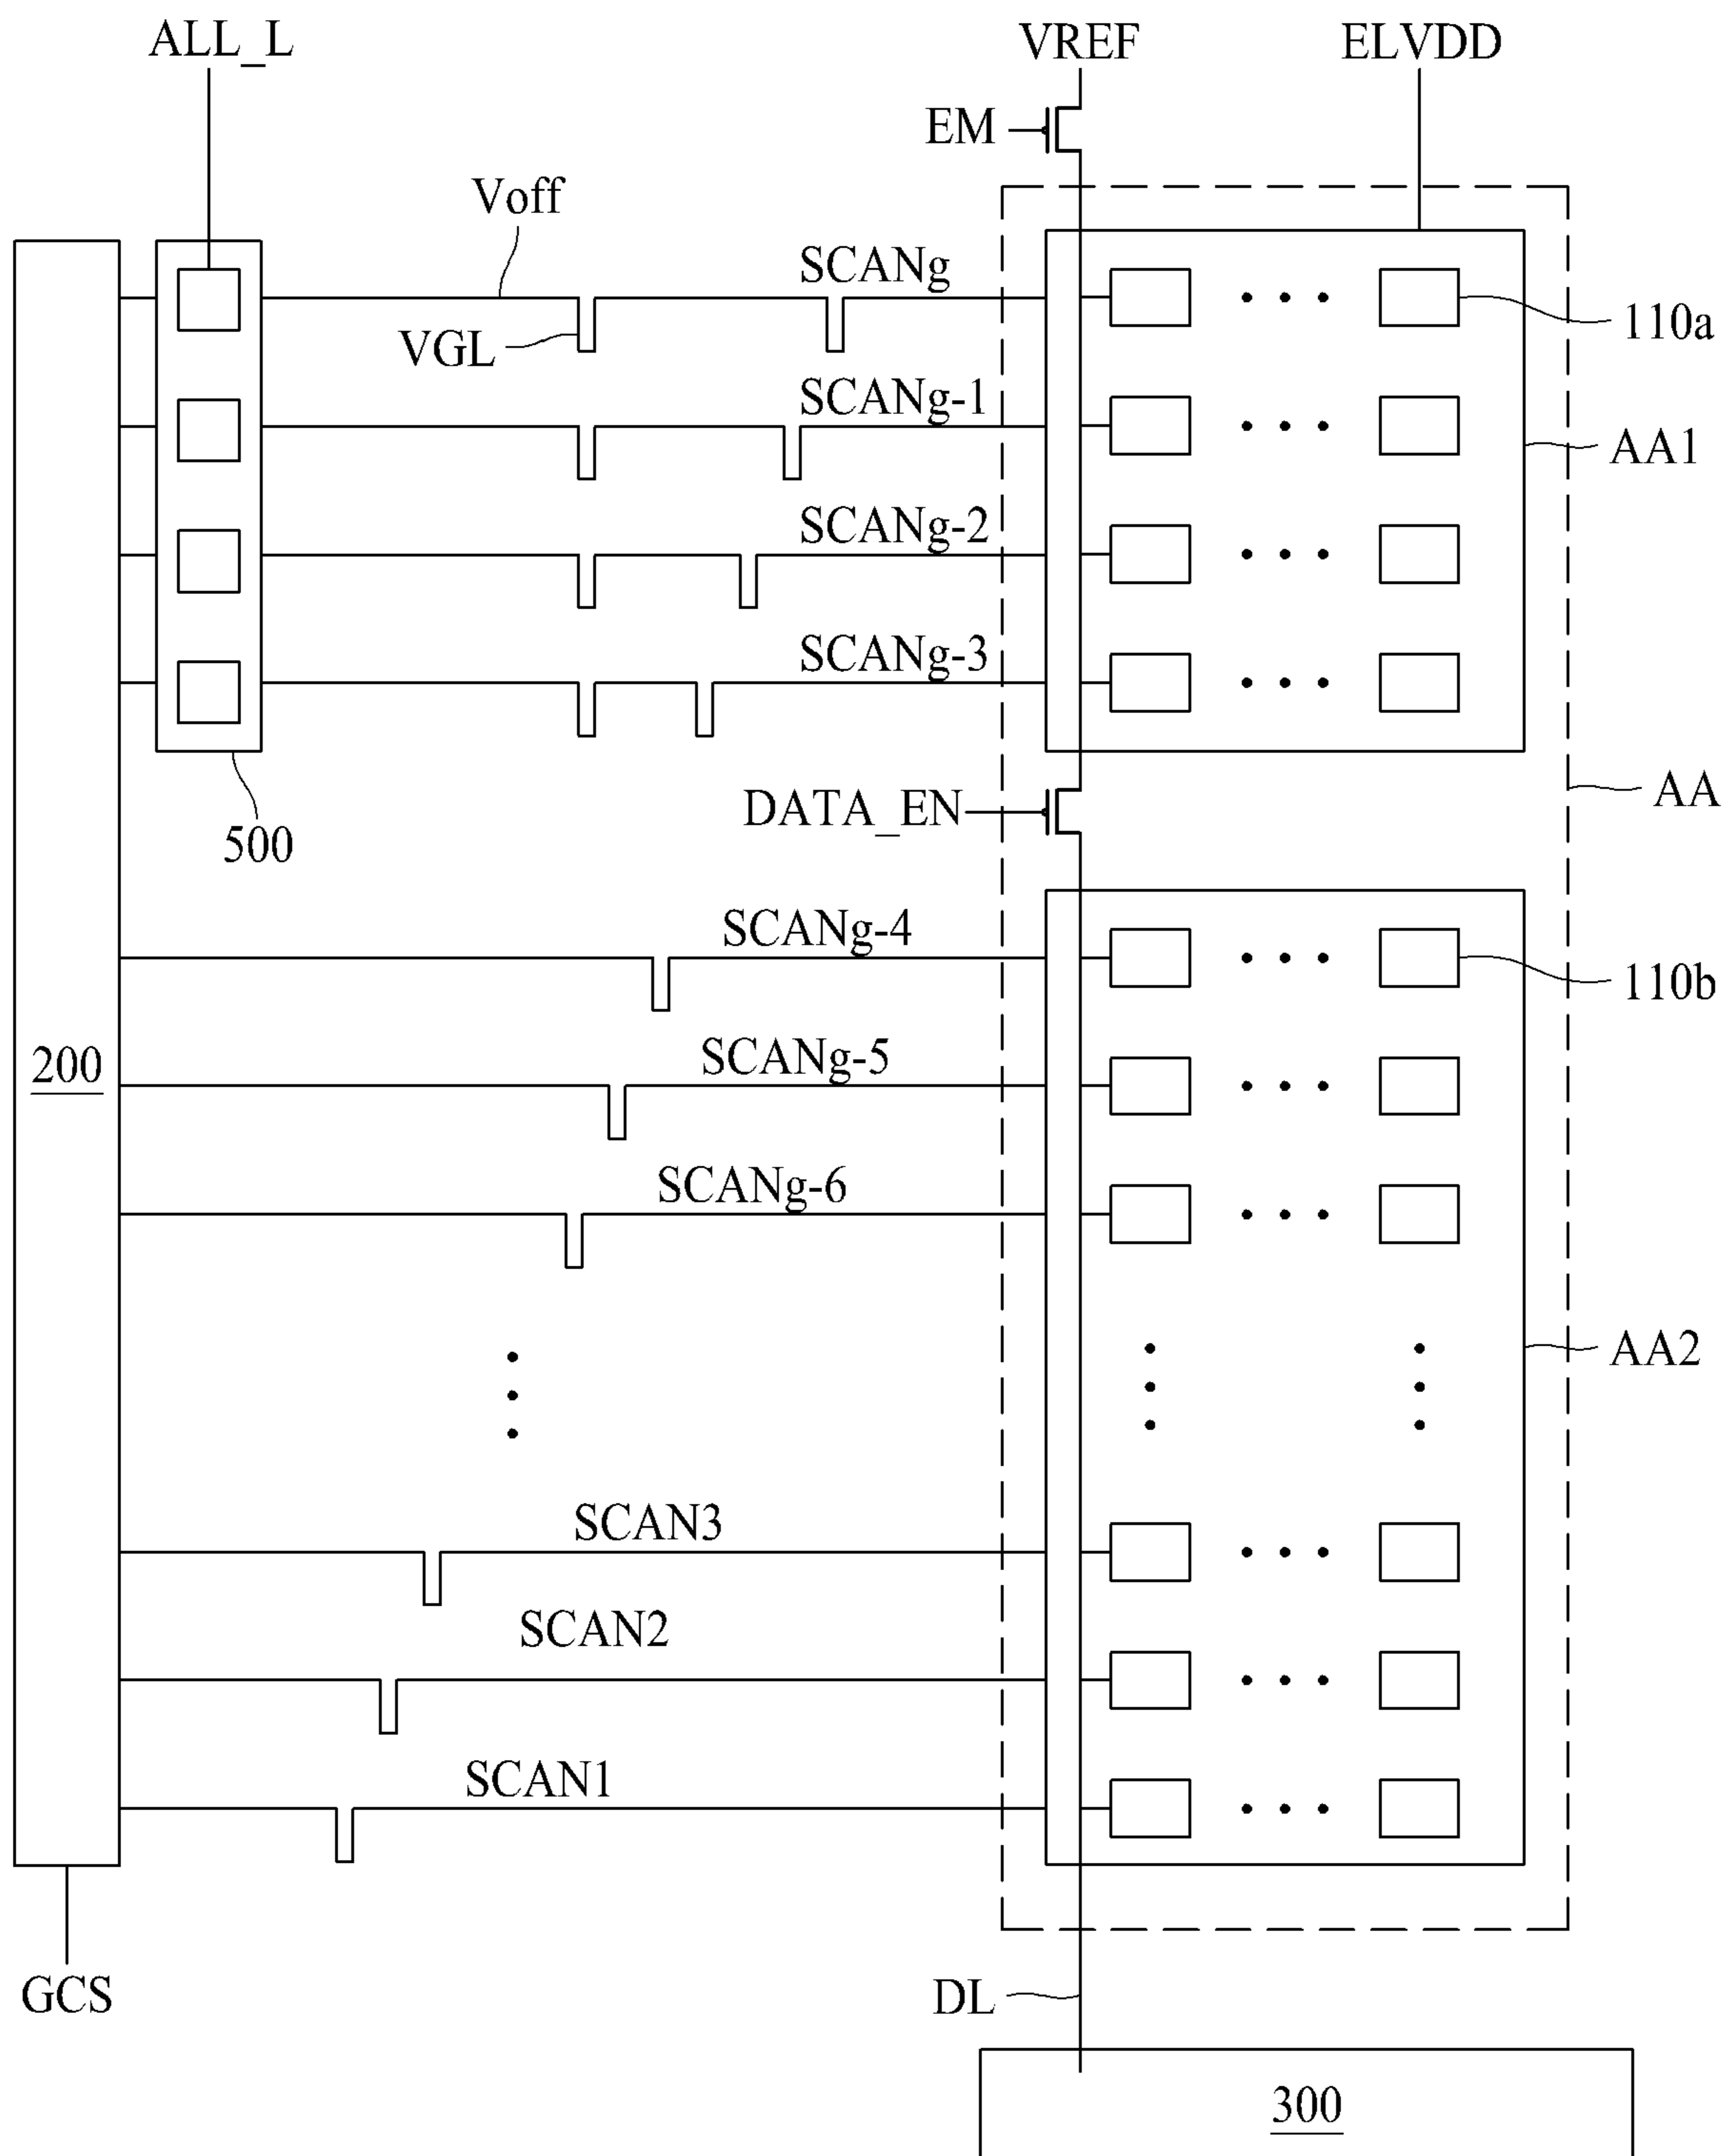 ALL_L
VREF
ELVDD
EM
Voff
SCANg
VGL
110a
SCANg-1
AA1
SCANg-2
SCANg-3
AA
DATA_EN
500
SCANg-4
110b
200
SCANg-5
SCANg-6
AA2
SCAN3
SCAN2
SCAN1
GCS
DL
300